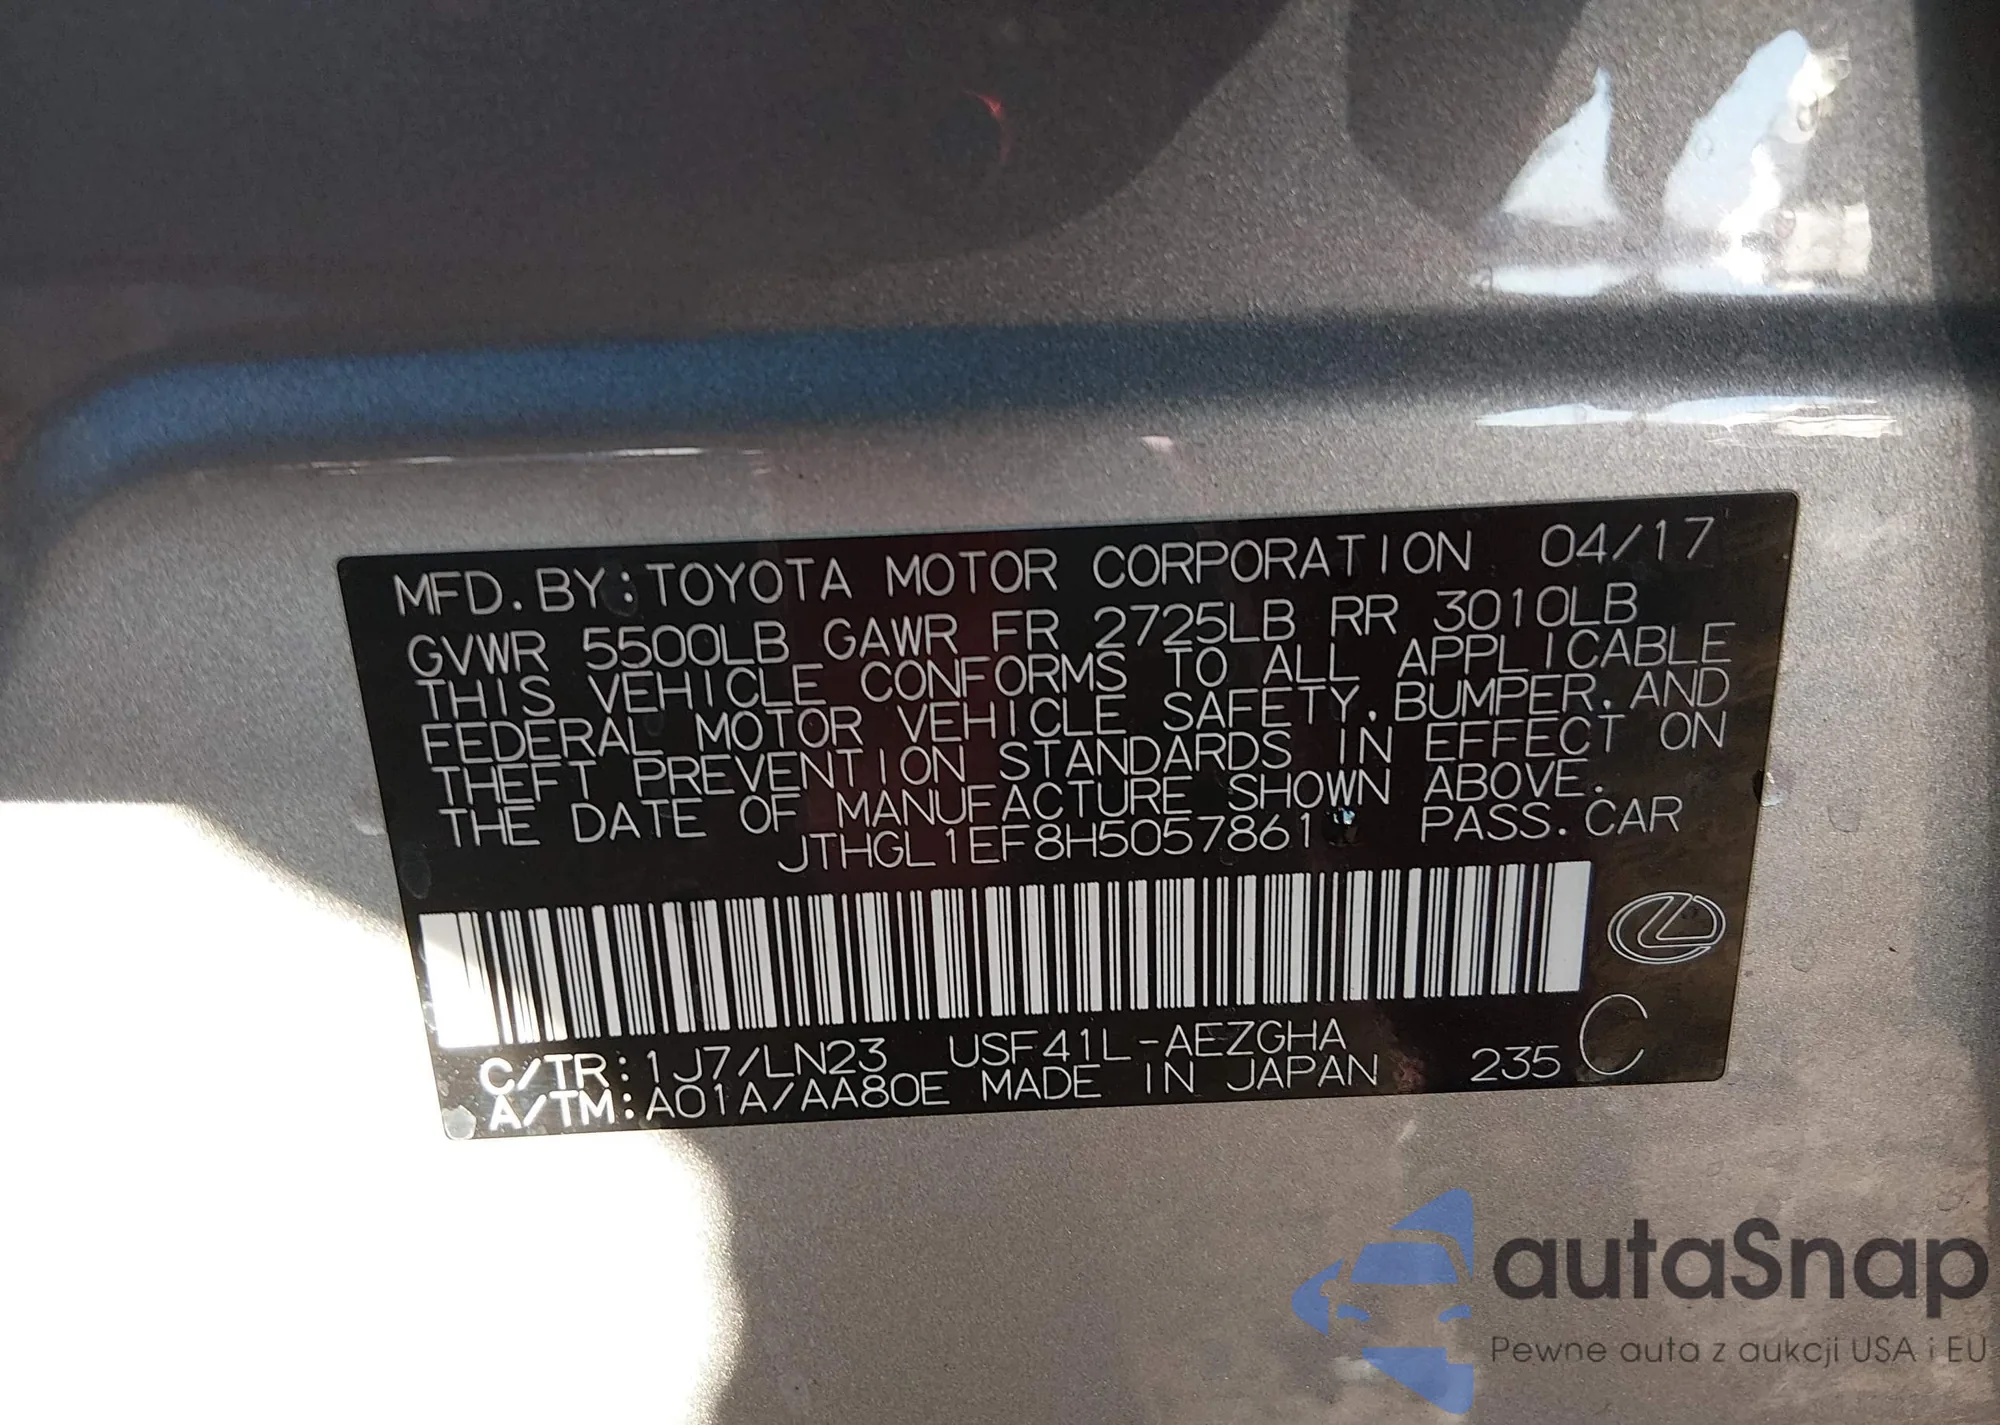 MFD. BY: TOYOTA MOTOR CORPORATION 04/17
GVWR 5500LB GAWR FR 2725LB RR 3010LB
THIS VEHICLE CONFORMS TO ALL APPLICABLE
FEDERAL MOTOR VEHICLE SAFETY, BUMPER, AND
THEFT PREVENTION STANDARDS IN EFFECT ON
THE DATE OF MANUFACTURE SHOWN ABOVE.
JTHGL1EF8H5057861 PASS. CAR
C/TR: 1J7/LN23 USF41L-AEZGHA
A/TM: A01A/AA80E MADE IN JAPAN 235 C
autaSnap
Pewne auta z aukcji USA i EU